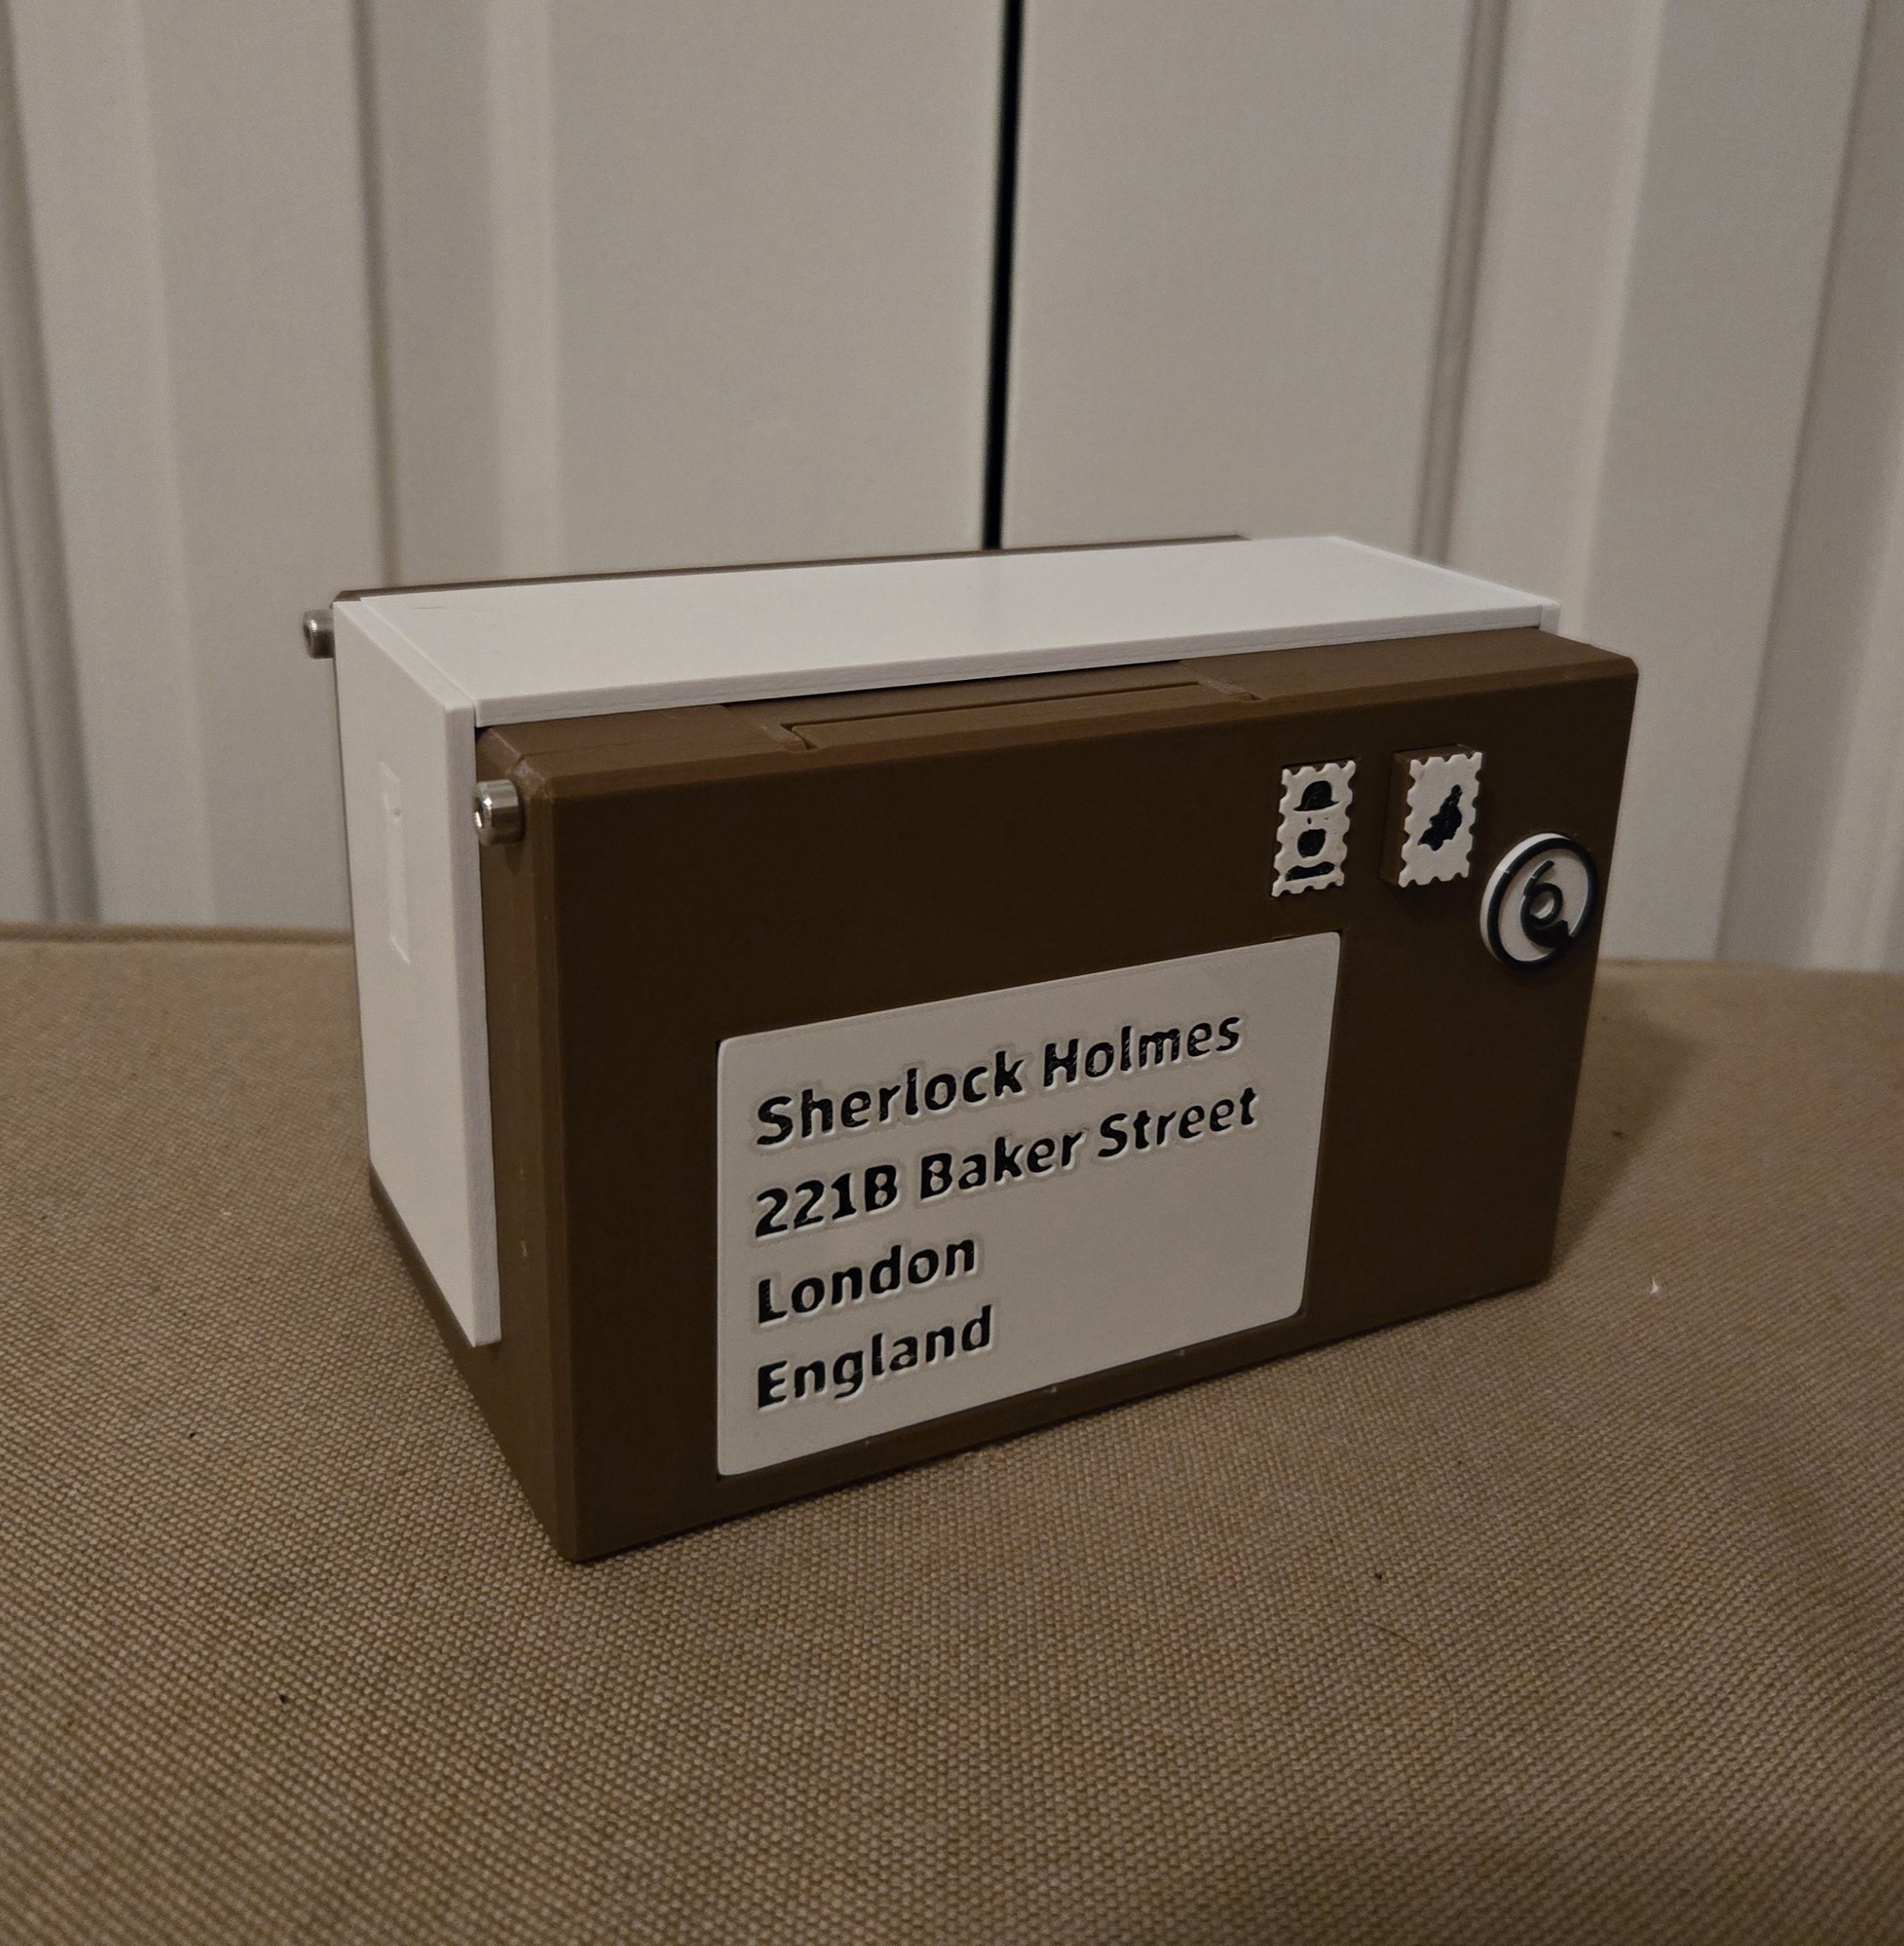 Sherlock Holmes
221B Baker Street
London
England